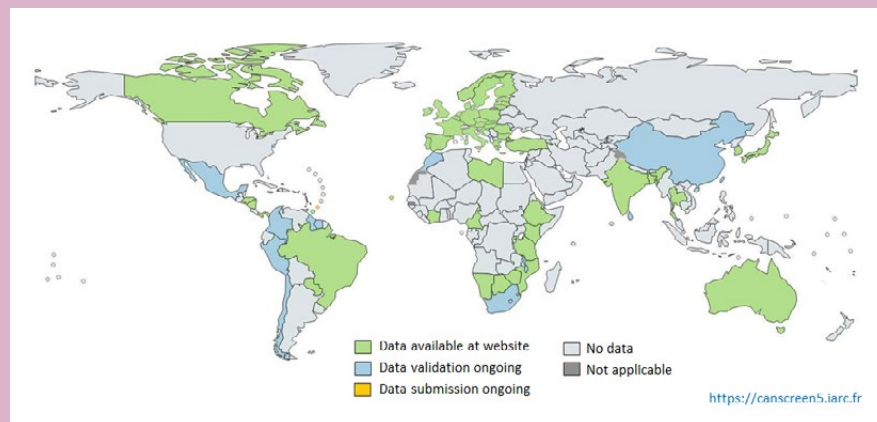 Data available at website
Data validation ongoing
Data submission ongoing
No data
Not applicable
https://canscreen5.iarc.fr